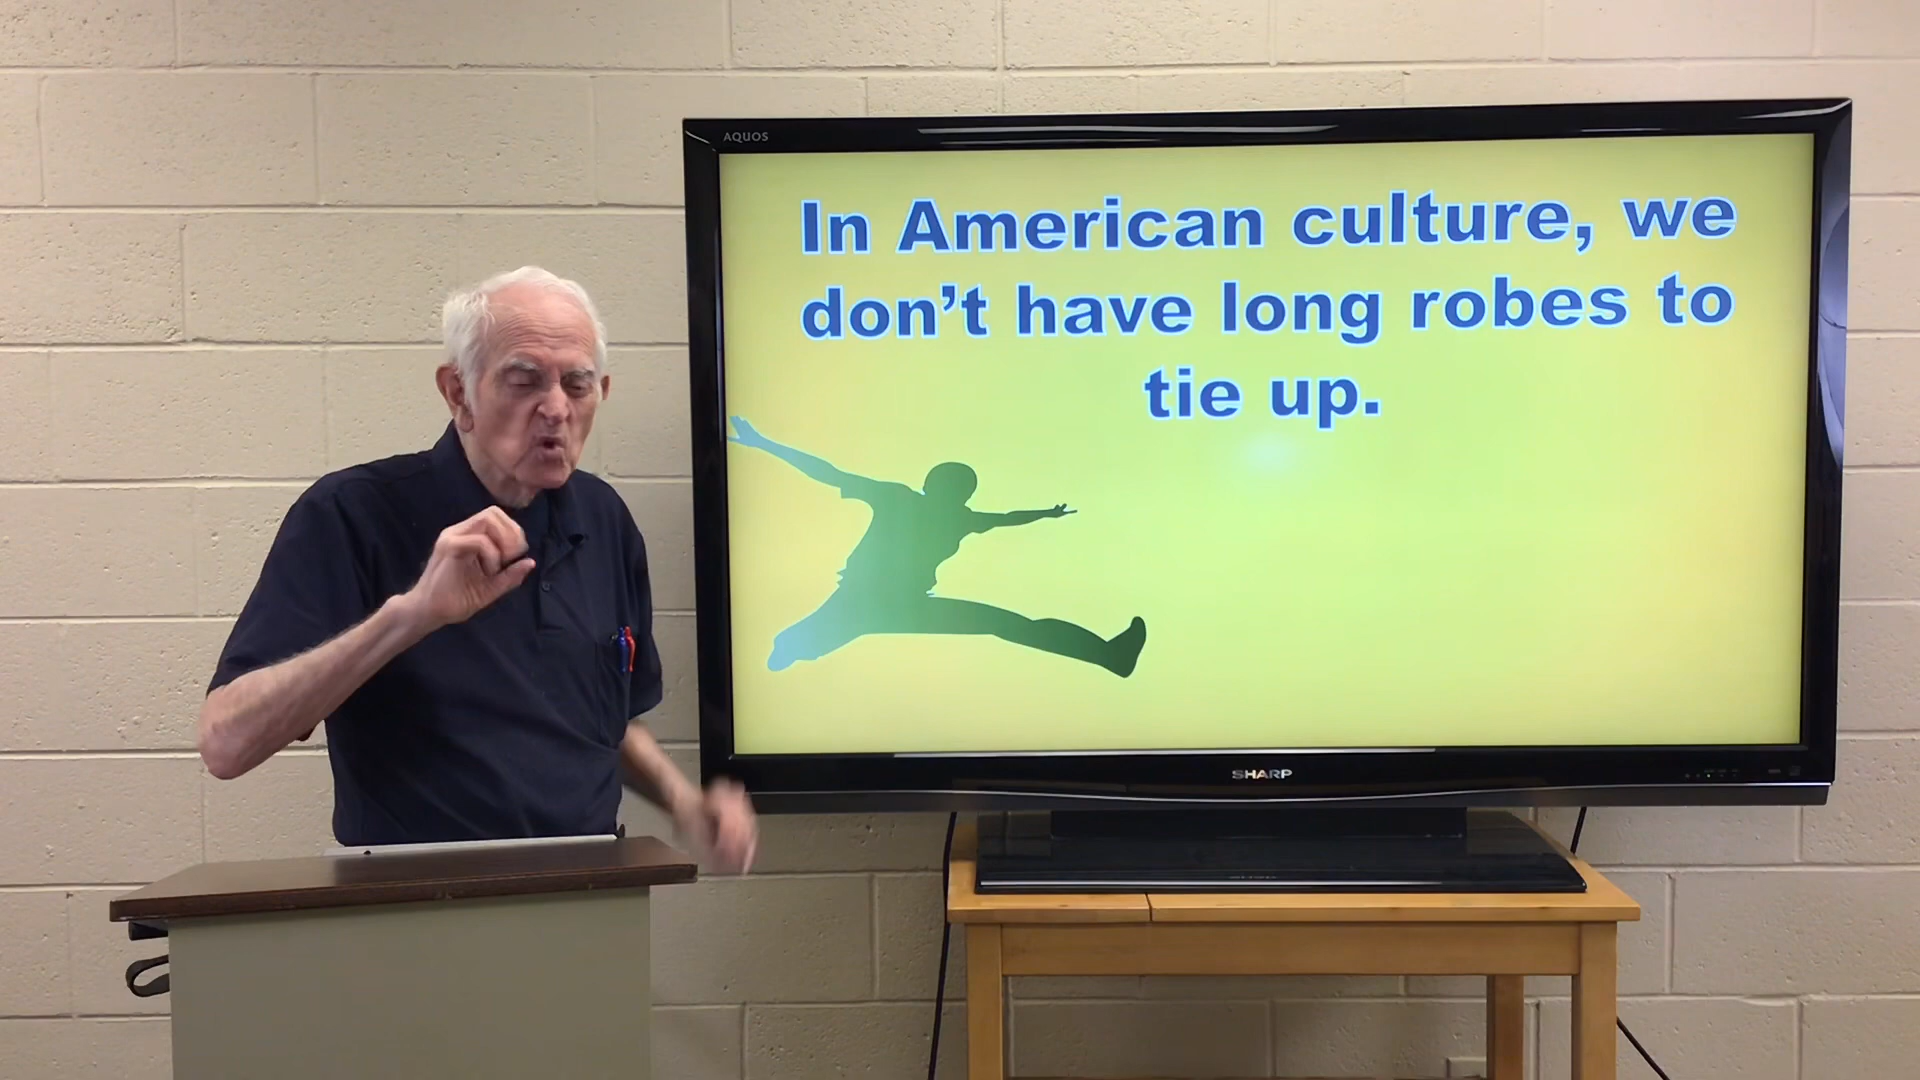 AQUOS
In American culture, we
don’t have long robes to
tie up.
SHARP